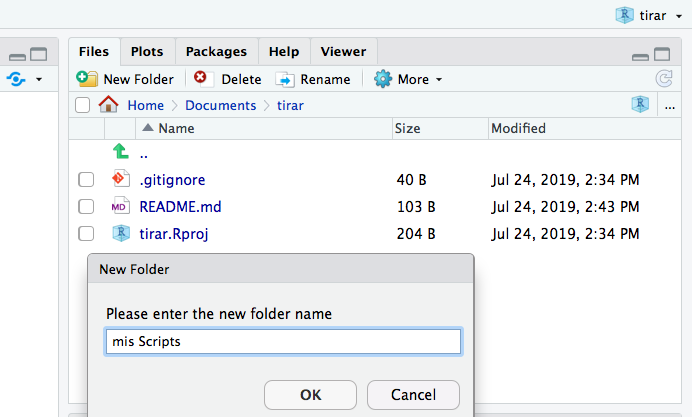 tirar
Files Plots Packages Help Viewer
New Folder Delete Rename More
Home Documents tirar ...
Name Size Modified
..
.gitignore 40 B Jul 24, 2019, 2:34 PM
MD README.md 103 B Jul 24, 2019, 2:43 PM
tirar.Rproj 204 B Jul 24, 2019, 2:34 PM
New Folder
Please enter the new folder name
mis Scripts
OK Cancel